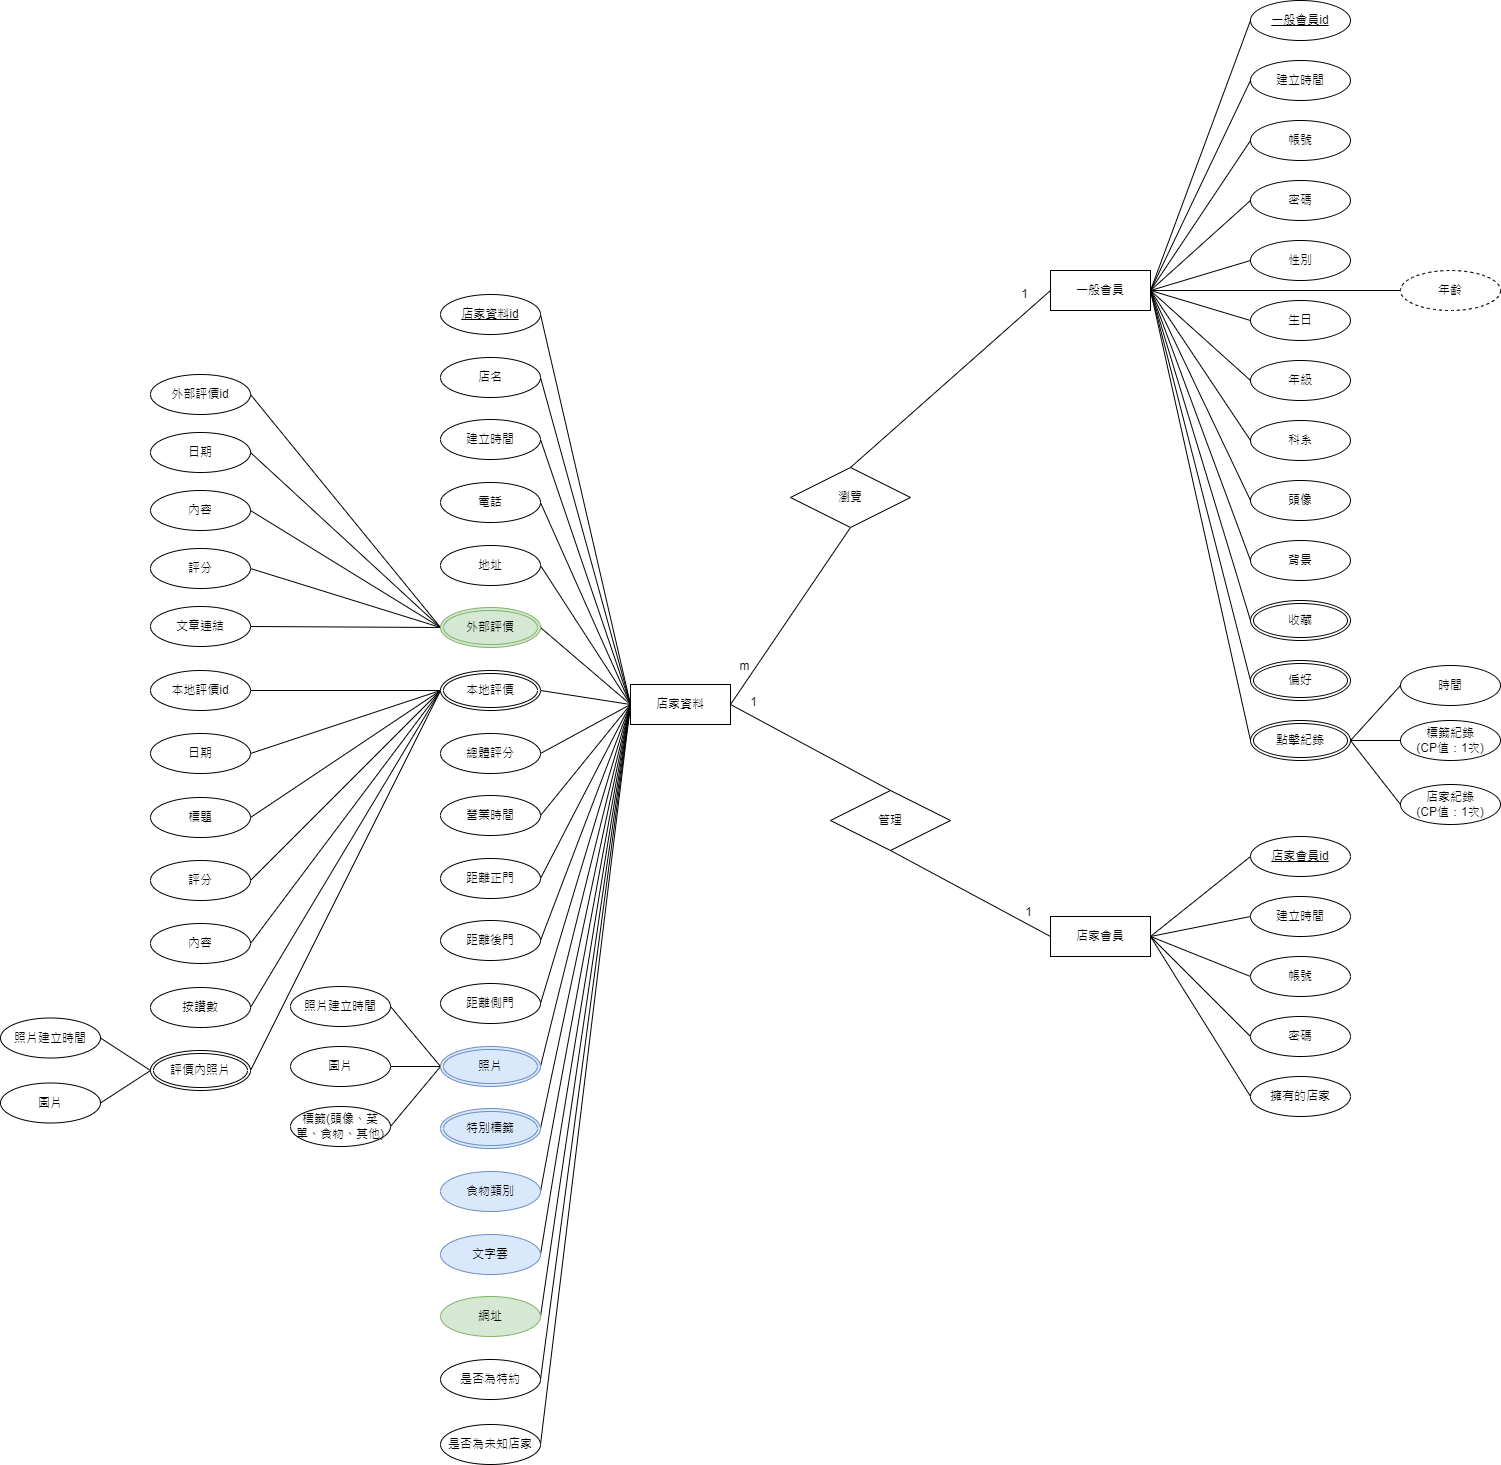 一般會員id
建立時間
帳號
密碼
性別
一般會員
年齡
1
生日
年級
科系
頭像
背景
收藏
偏好
點擊紀錄
時間
標籤紀錄
(CP值：1次)
店家紀錄
(CP值：1次)
瀏覽
m
店家資料
1
管理
1
店家會員
店家會員id
建立時間
帳號
密碼
擁有的店家
店家資料id
店名
建立時間
電話
地址
外部評價
本地評價
總體評分
營業時間
距離正門
距離後門
距離側門
照片
特別標籤
食物類別
文字雲
網址
是否為特約
是否為未知店家
外部評價id
日期
內容
評分
文章連結
本地評價id
日期
標題
評分
內容
按讚數
評價內照片
照片建立時間
圖片
照片建立時間
圖片
標籤(頭像、菜
單、食物、其他)